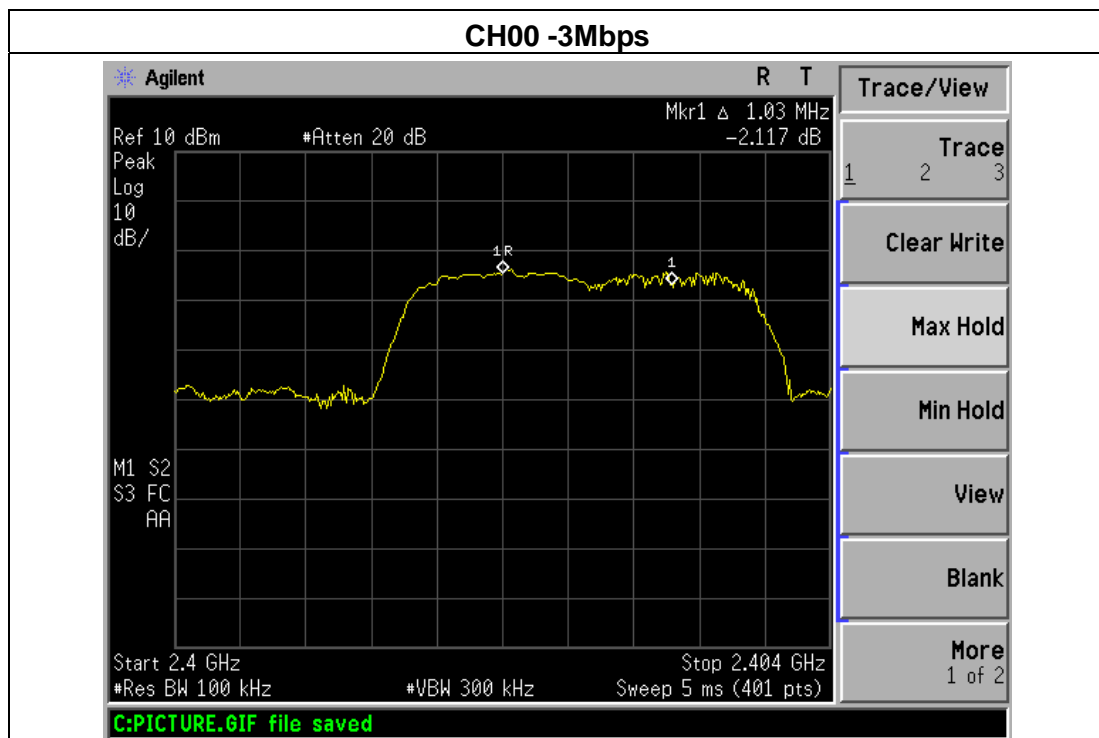 CH00 -3Mbps
Agilent R T
Mkr1 Δ 1.03 MHz
Ref 10 dBm #Atten 20 dB -2.117 dB
Peak
Log
10
dB/
1R
1
M1 S2
S3 FC
AA
Start 2.4 GHz Stop 2.404 GHz
#Res BW 100 kHz #VBW 300 kHz Sweep 5 ms (401 pts)
C:PICTURE.GIF file saved
Trace/View
Trace
1 2 3
Clear Write
Max Hold
Min Hold
View
Blank
More
1 of 2